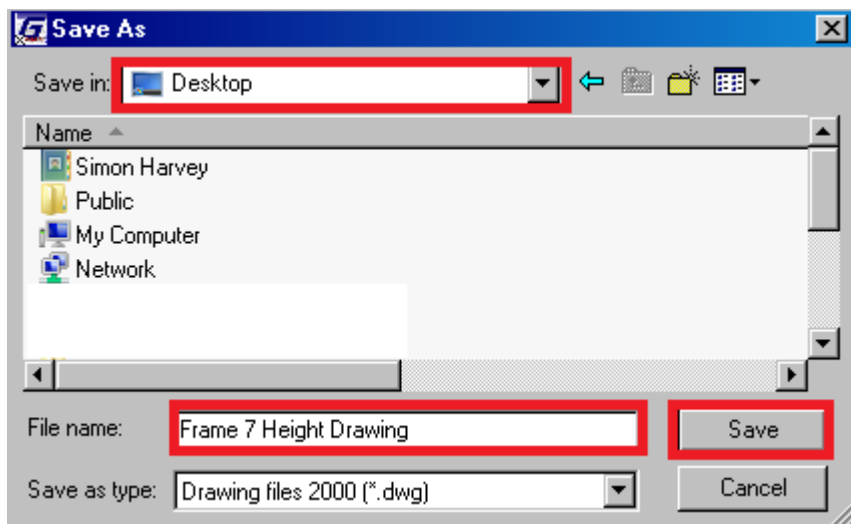 Save As
Save in: Desktop
Name
Simon Harvey
Public
My Computer
Network
File name: Frame 7 Height Drawing Save
Save as type: Drawing files 2000 (*.dwg) Cancel